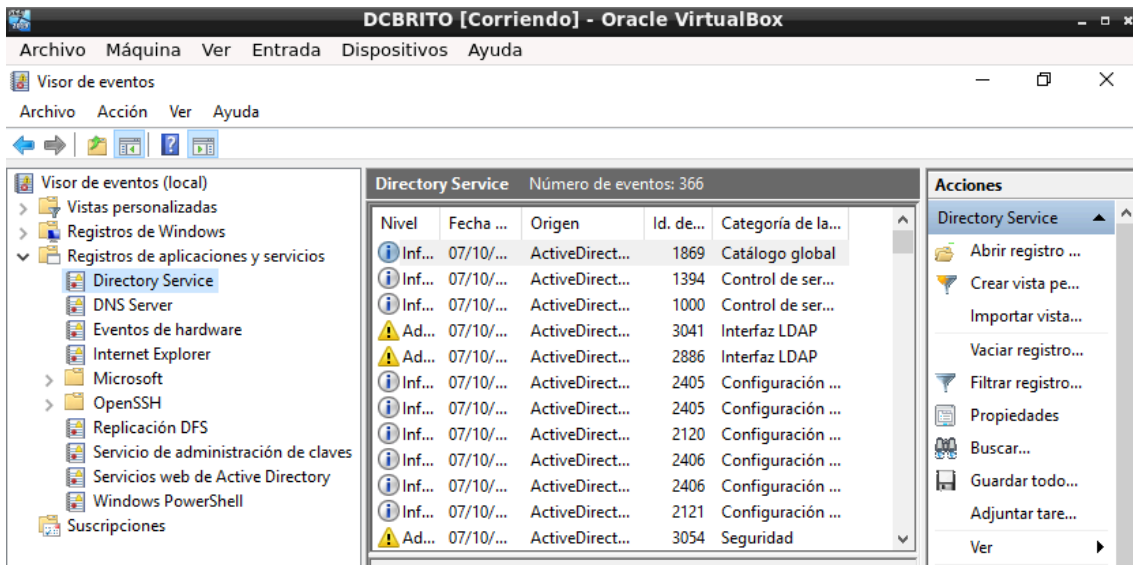 DCBRITO [Corriendo] - Oracle VirtualBox
Archivo Máquina Ver Entrada Dispositivos Ayuda
Visor de eventos
Archivo Acción Ver Ayuda
Visor de eventos (local)
Vistas personalizadas
Registros de Windows
Registros de aplicaciones y servicios
Directory Service
DNS Server
Eventos de hardware
Internet Explorer
Microsoft
OpenSSH
Replicación DFS
Servicio de administración de claves
Servicios web de Active Directory
Windows PowerShell
Suscripciones
Directory Service Número de eventos: 366
Nivel Fecha ... Origen Id. de... Categoría de la...
Inf... 07/10/... ActiveDirect... 1869 Catálogo global
Inf... 07/10/... ActiveDirect... 1394 Control de ser...
Inf... 07/10/... ActiveDirect... 1000 Control de ser...
Ad... 07/10/... ActiveDirect... 3041 Interfaz LDAP
Ad... 07/10/... ActiveDirect... 2886 Interfaz LDAP
Inf... 07/10/... ActiveDirect... 2405 Configuración ...
Inf... 07/10/... ActiveDirect... 2405 Configuración ...
Inf... 07/10/... ActiveDirect... 2120 Configuración ...
Inf... 07/10/... ActiveDirect... 2406 Configuración ...
Inf... 07/10/... ActiveDirect... 2406 Configuración ...
Inf... 07/10/... ActiveDirect... 2121 Configuración ...
Ad... 07/10/... ActiveDirect... 3054 Seguridad
Acciones
Directory Service
Abrir registro ...
Crear vista pe...
Importar vista...
Vaciar registro...
Filtrar registro...
Propiedades
Buscar...
Guardar todo...
Adjuntar tare...
Ver